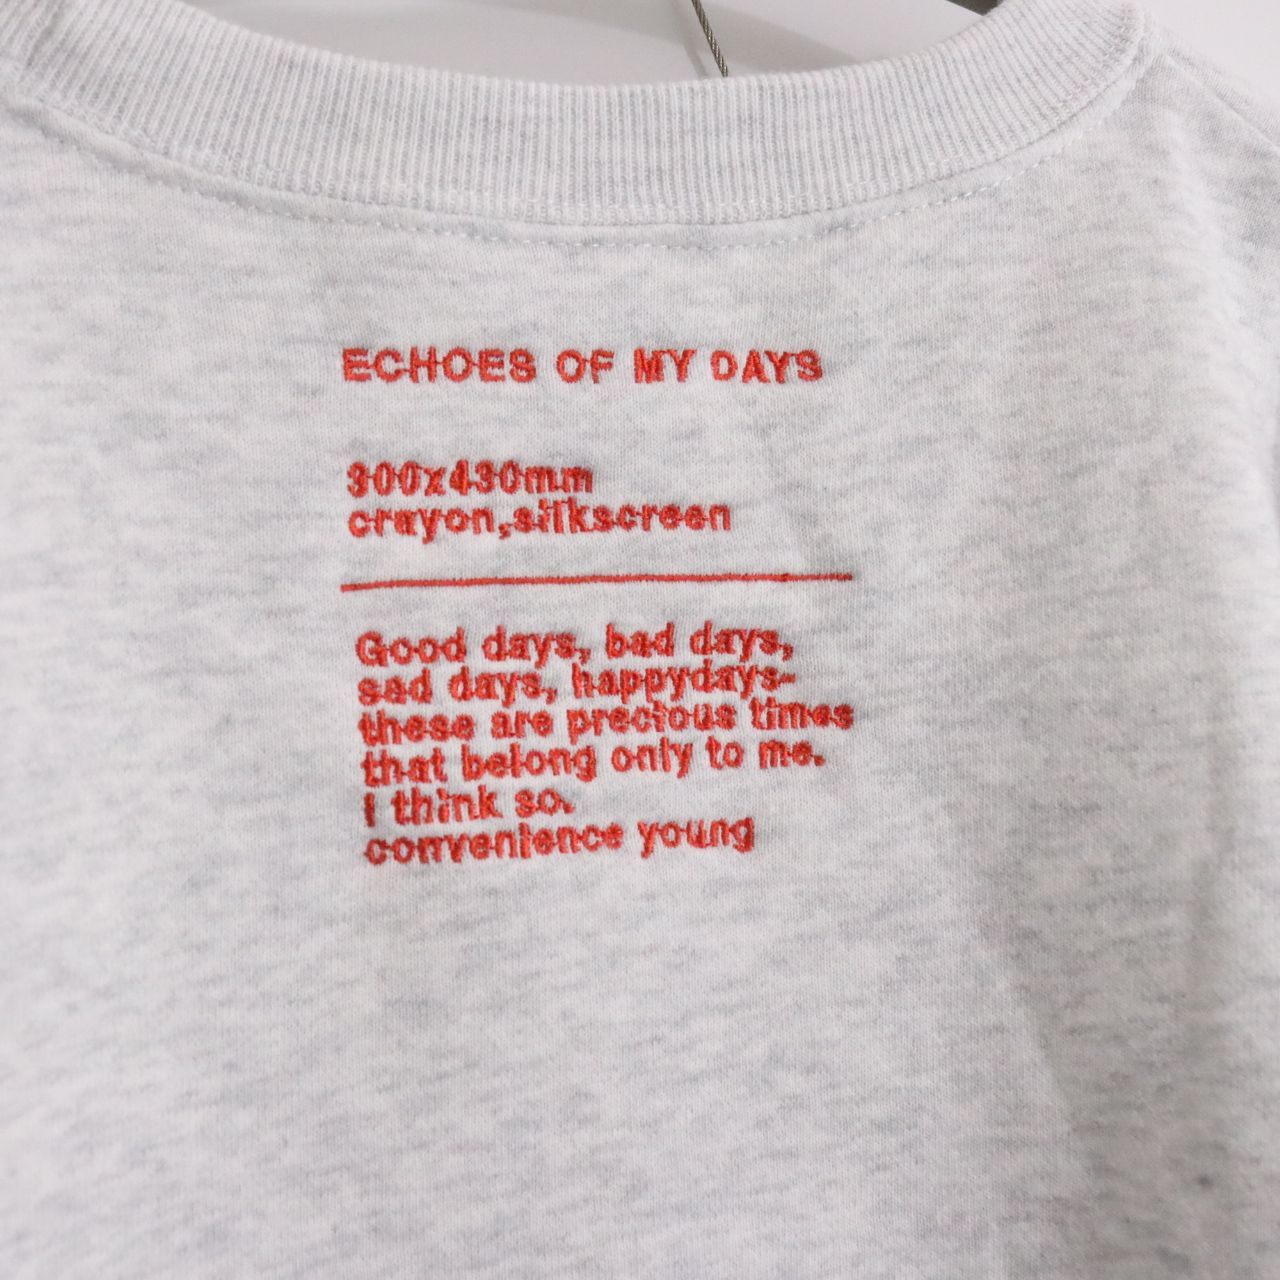 ECHOES OF MY DAYS
300x430mm
crayon,silkscreen
Good days, bad days,
sad days, happydays-
these are precious times
that belong only to me.
I think so.
convenience young